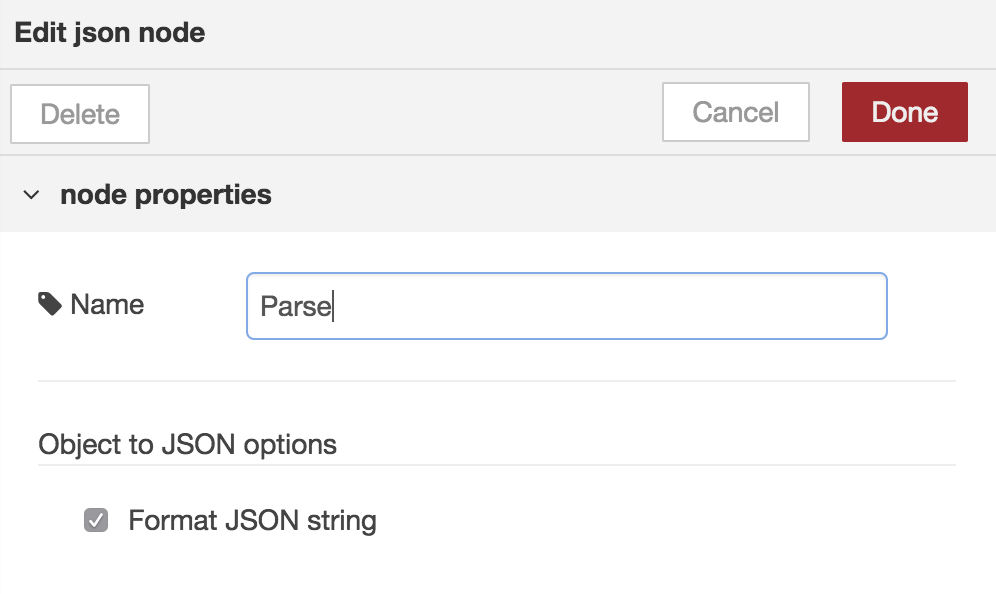 Edit json node
Delete Cancel Done
node properties
Name Parse
Object to JSON options
Format JSON string